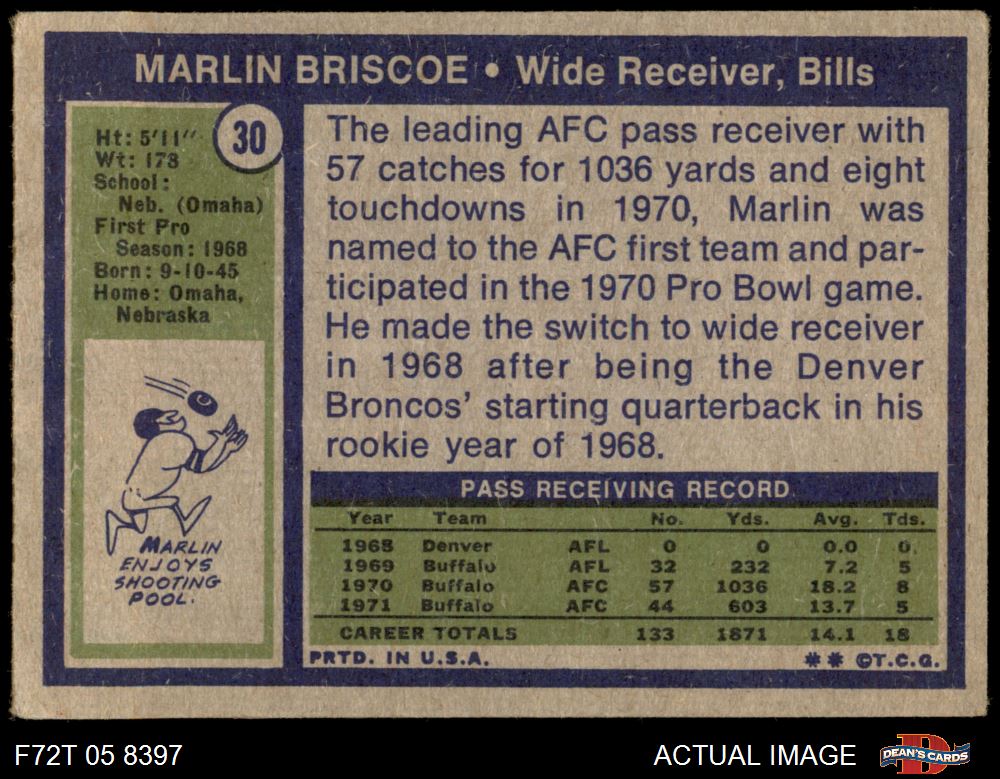 MARLIN BRISCOE • Wide Receiver, Bills
30
Ht: 5'11"
Wt: 178
School:
Neb. (Omaha)
First Pro
Season: 1968
Born: 9-10-45
Home: Omaha,
Nebraska
MARLIN
ENJOYS
SHOOTING
POOL.
The leading AFC pass receiver with
57 catches for 1036 yards and eight
touchdowns in 1970, Marlin was
named to the AFC first team and par-
ticipated in the 1970 Pro Bowl game.
He made the switch to wide receiver
in 1968 after being the Denver
Broncos' starting quarterback in his
rookie year of 1968.
PASS RECEIVING RECORD
Year Team No. Yds. Avg. Tds.
1968 Denver AFL 0 0 0.0 0
1969 Buffalo AFL 32 232 7.2 5
1970 Buffalo AFC 57 1036 18.2 8
1971 Buffalo AFC 44 603 13.7 5
CAREER TOTALS 133 1871 14.1 18
PRTD. IN U.S.A. ** ©T.C.G.
F72T 05 8397 ACTUAL IMAGE DEAN'S CARDS